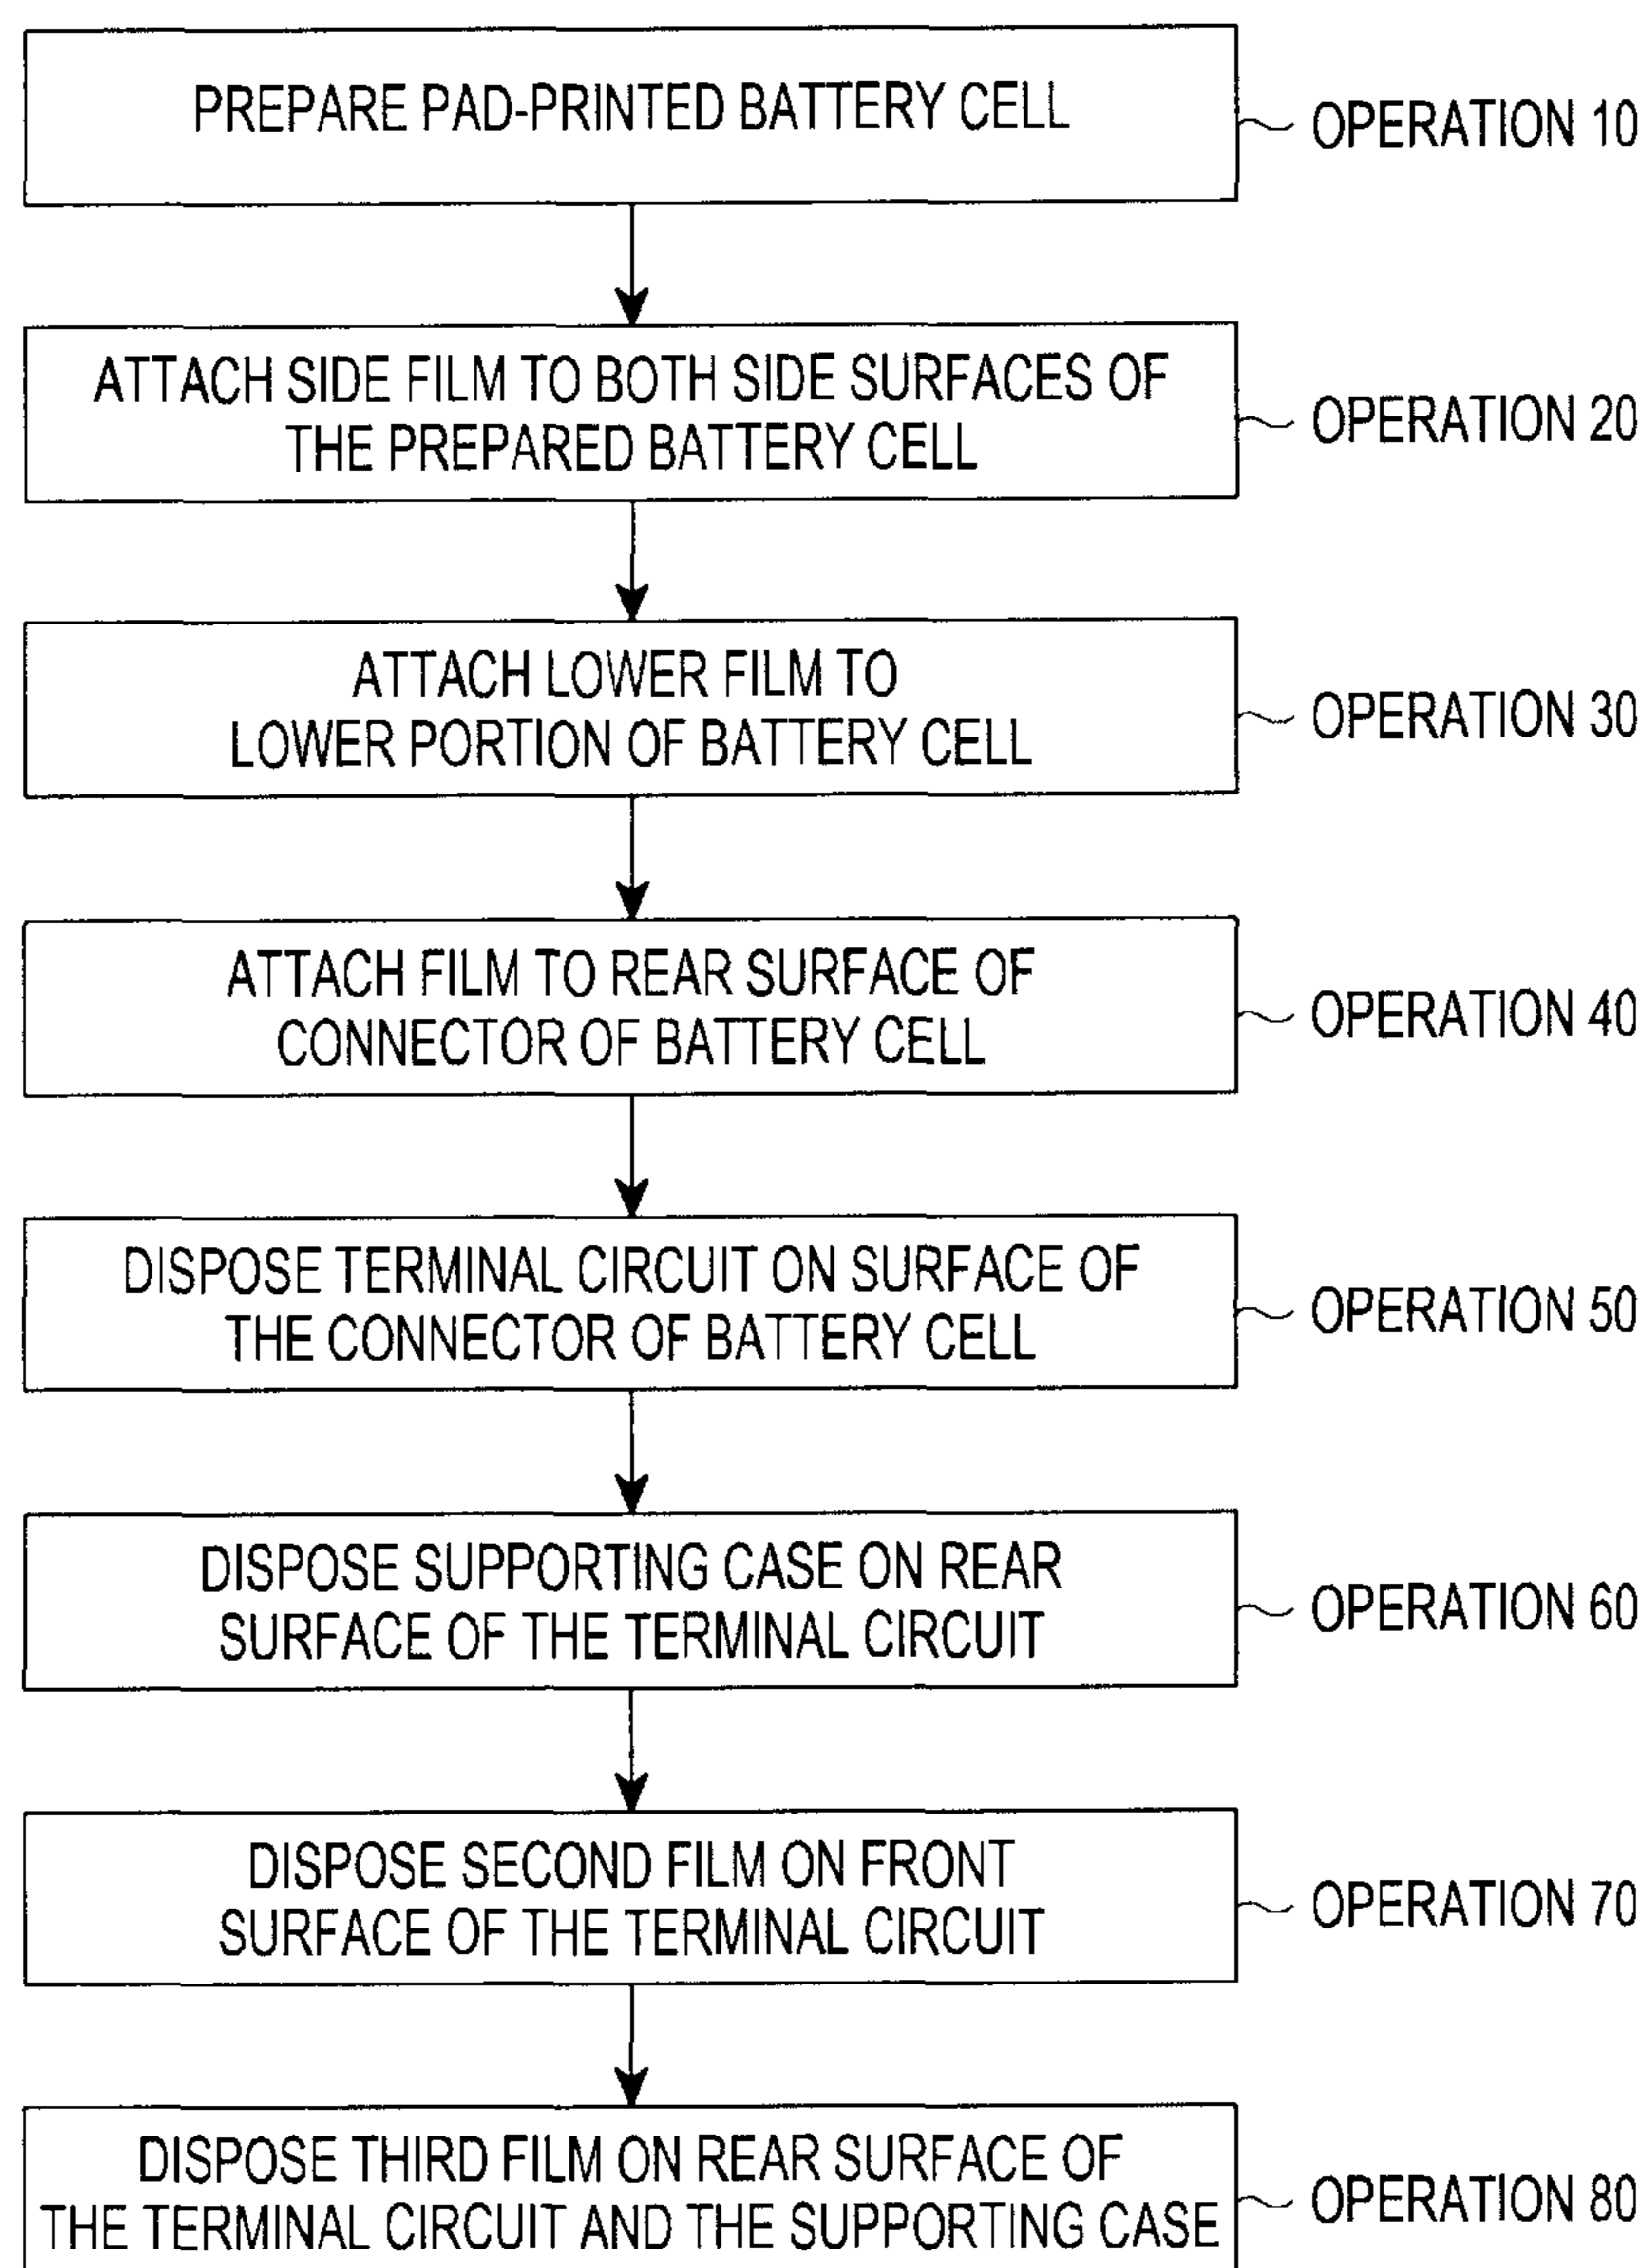 PREPARE PAD-PRINTED BATTERY CELL
OPERATION 10
ATTACH SIDE FILM TO BOTH SIDE SURFACES OF
THE PREPARED BATTERY CELL
OPERATION 20
ATTACH LOWER FILM TO
LOWER PORTION OF BATTERY CELL
OPERATION 30
ATTACH FILM TO REAR SURFACE OF
CONNECTOR OF BATTERY CELL
OPERATION 40
DISPOSE TERMINAL CIRCUIT ON SURFACE OF
THE CONNECTOR OF BATTERY CELL
OPERATION 50
DISPOSE SUPPORTING CASE ON REAR
SURFACE OF THE TERMINAL CIRCUIT
OPERATION 60
DISPOSE SECOND FILM ON FRONT
SURFACE OF THE TERMINAL CIRCUIT
OPERATION 70
DISPOSE THIRD FILM ON REAR SURFACE OF
THE TERMINAL CIRCUIT AND THE SUPPORTING CASE
OPERATION 80